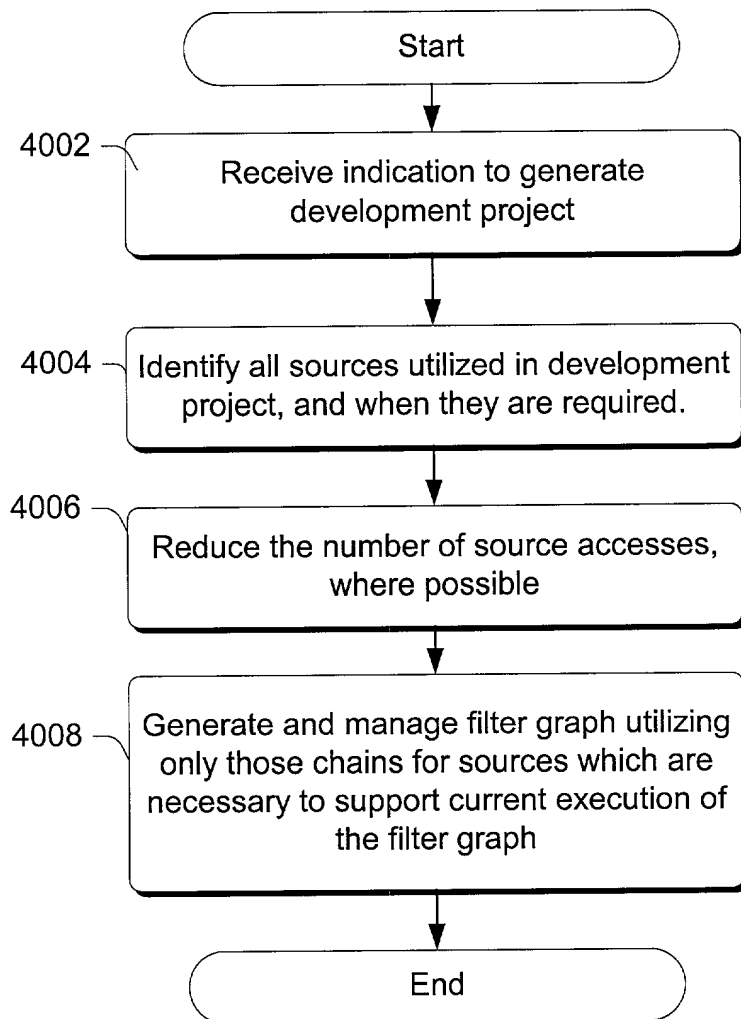 Start
4002
Receive indication to generate
development project
4004
Identify all sources utilized in development
project, and when they are required.
4006
Reduce the number of source accesses,
where possible
4008
Generate and manage filter graph utilizing
only those chains for sources which are
necessary to support current execution of
the filter graph
End